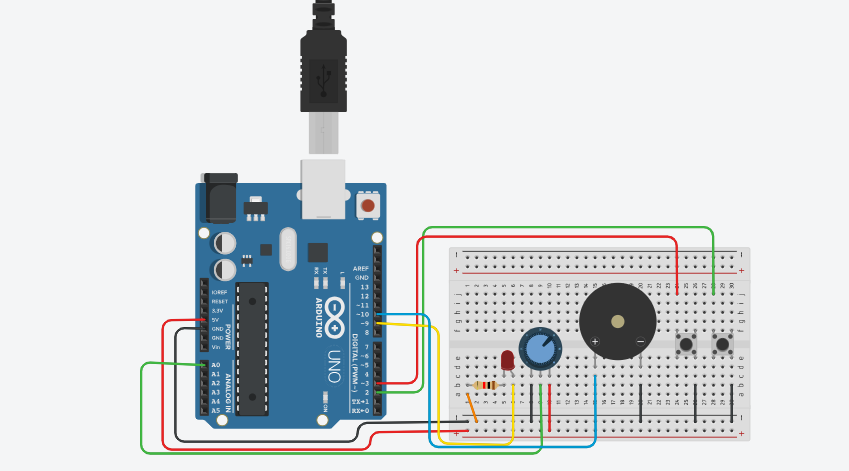 AREF
GND
13
12
~11
~10
~9
8
7
~6
~5
4
~3
2
TX→1
RX←0
DIGITAL (PWM~)
RX
TX
L
ARDUINO
UNO
ON
IOREF
RESET
3.3V
5V
GND
GND
Vin
POWER
A0
A1
A2
A3
A4
A5
ANALOG IN